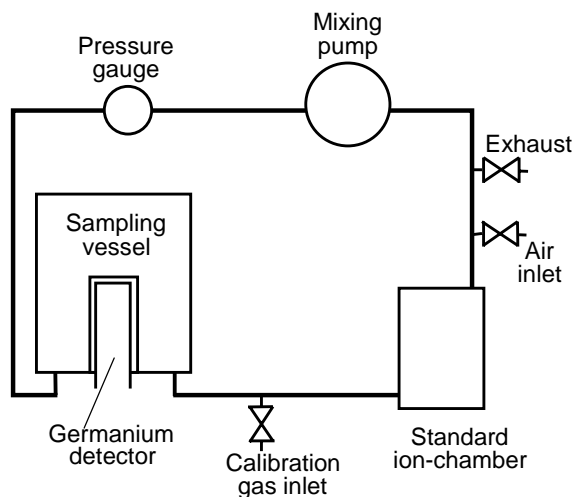 Pressure
gauge
Mixing
pump
Exhaust
Air
inlet
Sampling
vessel
Germanium
detector
Calibration
gas inlet
Standard
ion-chamber